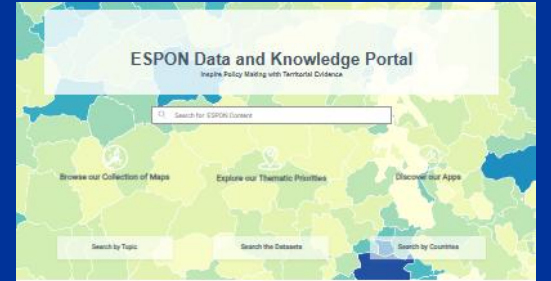 ESPON Data and Knowledge Portal
Inspire Policy Making with Territorial Evidence
Search for ESPON Content
Browse our Collection of Maps
Explore our Thematic Priorities
Discover our Apps
Search by Topic
Search the Datasets
Search by Countries